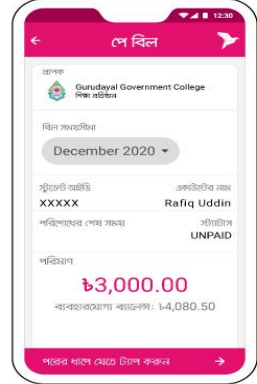 12:30
পে বিল
প্রাপক
Gurudayal Government College
শিক্ষা প্রতিষ্ঠান
বিল সময়সীমা
December 2020
স্টুডেন্ট আইডি একাউন্টের নাম
XXXXX Rafiq Uddin
পরিশোধের শেষ সময় স্ট্যাটাস
UNPAID
পরিমাণ
৳3,000.00
ব্যবহারযোগ্য ব্যালেন্স: ৳4,080.50
পরের ধাপে যেতে ট্যাপ করুন